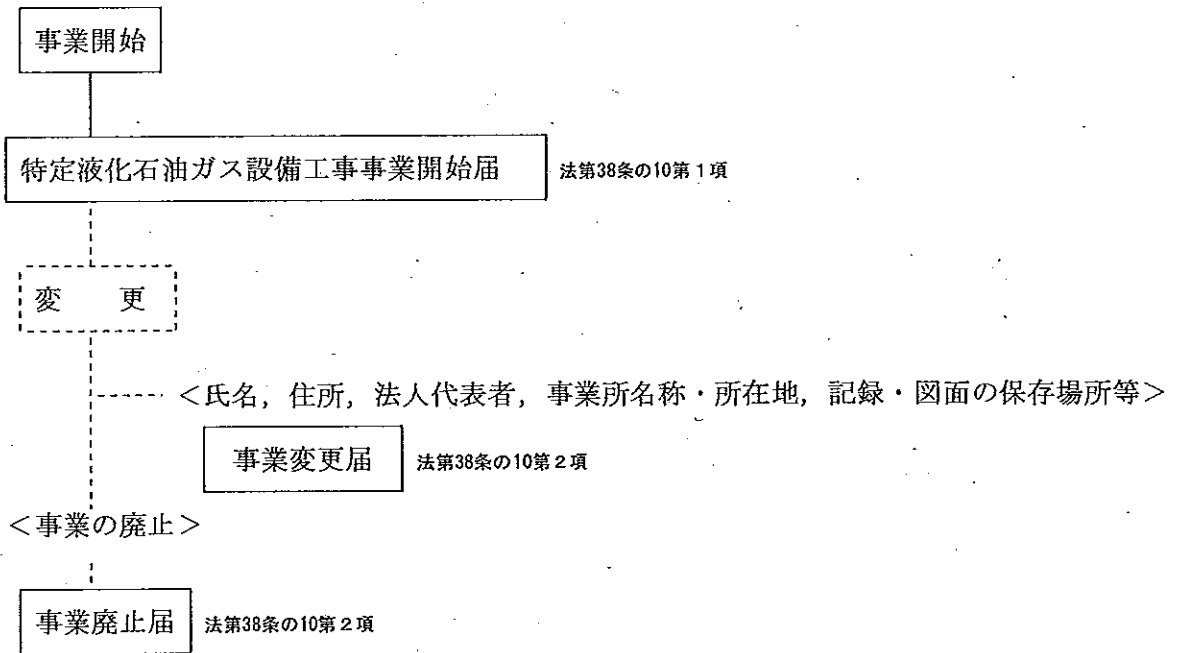 事業開始
特定液化石油ガス設備工事事業開始届 法第38条の10第1項
変 更
<氏名,住所,法人代表者,事業所名称・所在地,記録・図面の保存場所等>
事業変更届 法第38条の10第2項
<事業の廃止>
事業廃止届 法第38条の10第2項